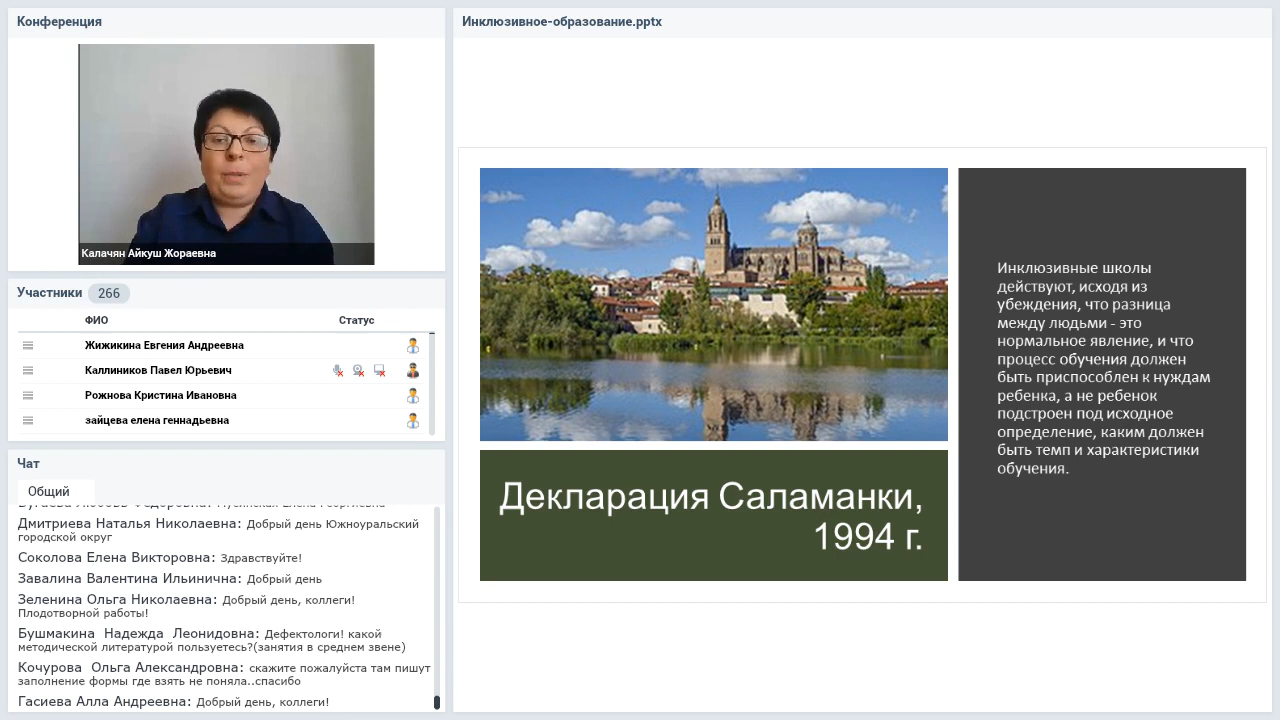 Конференция
Калачян Айкуш Жораевна
Участники 266
ФИО Статус
Жижикина Евгения Андреевна
Каллиников Павел Юрьевич
Рожнова Кристина Ивановна
зайцева елена геннадьевна
Чат
Общий
Дмитриева Наталья Николаевна: Добрый день Южноуральский
городской округ
Соколова Елена Викторовна: Здравствуйте!
Завалина Валентина Ильинична: Добрый день
Зеленина Ольга Николаевна: Добрый день, коллеги!
Плодотворной работы!
Бушмакина Надежда Леонидовна: Дефектологи! какой
методической литературой пользуетесь?(занятия в среднем звене)
Кочурова Ольга Александровна: скажите пожалуйста там пишут
заполнение формы где взять не поняла..спасибо
Гасиева Алла Андреевна: Добрый день, коллеги!
Инклюзивное-образование.pptx
Декларация Саламанки,
1994 г.
Инклюзивные школы
действуют, исходя из
убеждения, что разница
между людьми - это
нормальное явление, и что
процесс обучения должен
быть приспособлен к нуждам
ребенка, а не ребенок
подстроен под исходное
определение, каким должен
быть темп и характеристики
обучения.